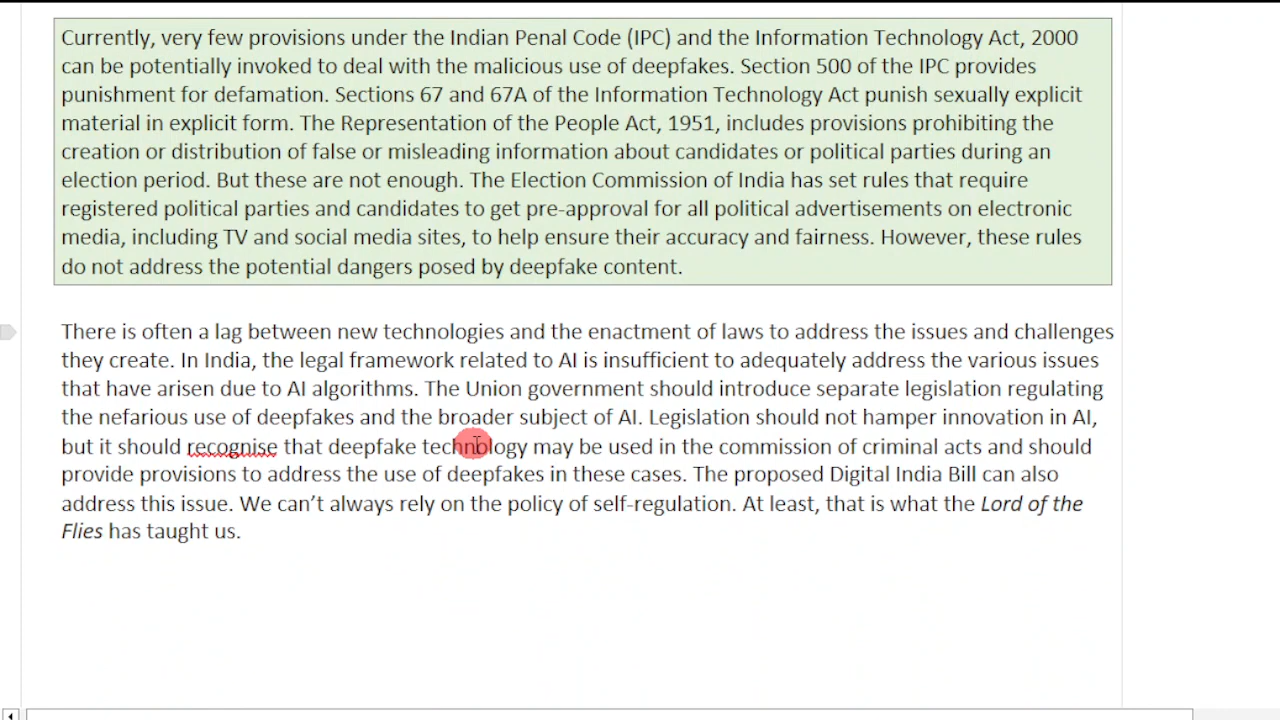 Currently, very few provisions under the Indian Penal Code (IPC) and the Information Technology Act, 2000
can be potentially invoked to deal with the malicious use of deepfakes. Section 500 of the IPC provides
punishment for defamation. Sections 67 and 67A of the Information Technology Act punish sexually explicit
material in explicit form. The Representation of the People Act, 1951, includes provisions prohibiting the
creation or distribution of false or misleading information about candidates or political parties during an
election period. But these are not enough. The Election Commission of India has set rules that require
registered political parties and candidates to get pre-approval for all political advertisements on electronic
media, including TV and social media sites, to help ensure their accuracy and fairness. However, these rules
do not address the potential dangers posed by deepfake content.
There is often a lag between new technologies and the enactment of laws to address the issues and challenges
they create. In India, the legal framework related to AI is insufficient to adequately address the various issues
that have arisen due to AI algorithms. The Union government should introduce separate legislation regulating
the nefarious use of deepfakes and the broader subject of AI. Legislation should not hamper innovation in AI,
but it should recognise that deepfake technology may be used in the commission of criminal acts and should
provide provisions to address the use of deepfakes in these cases. The proposed Digital India Bill can also
address this issue. We can’t always rely on the policy of self-regulation. At least, that is what the Lord of the
Flies has taught us.